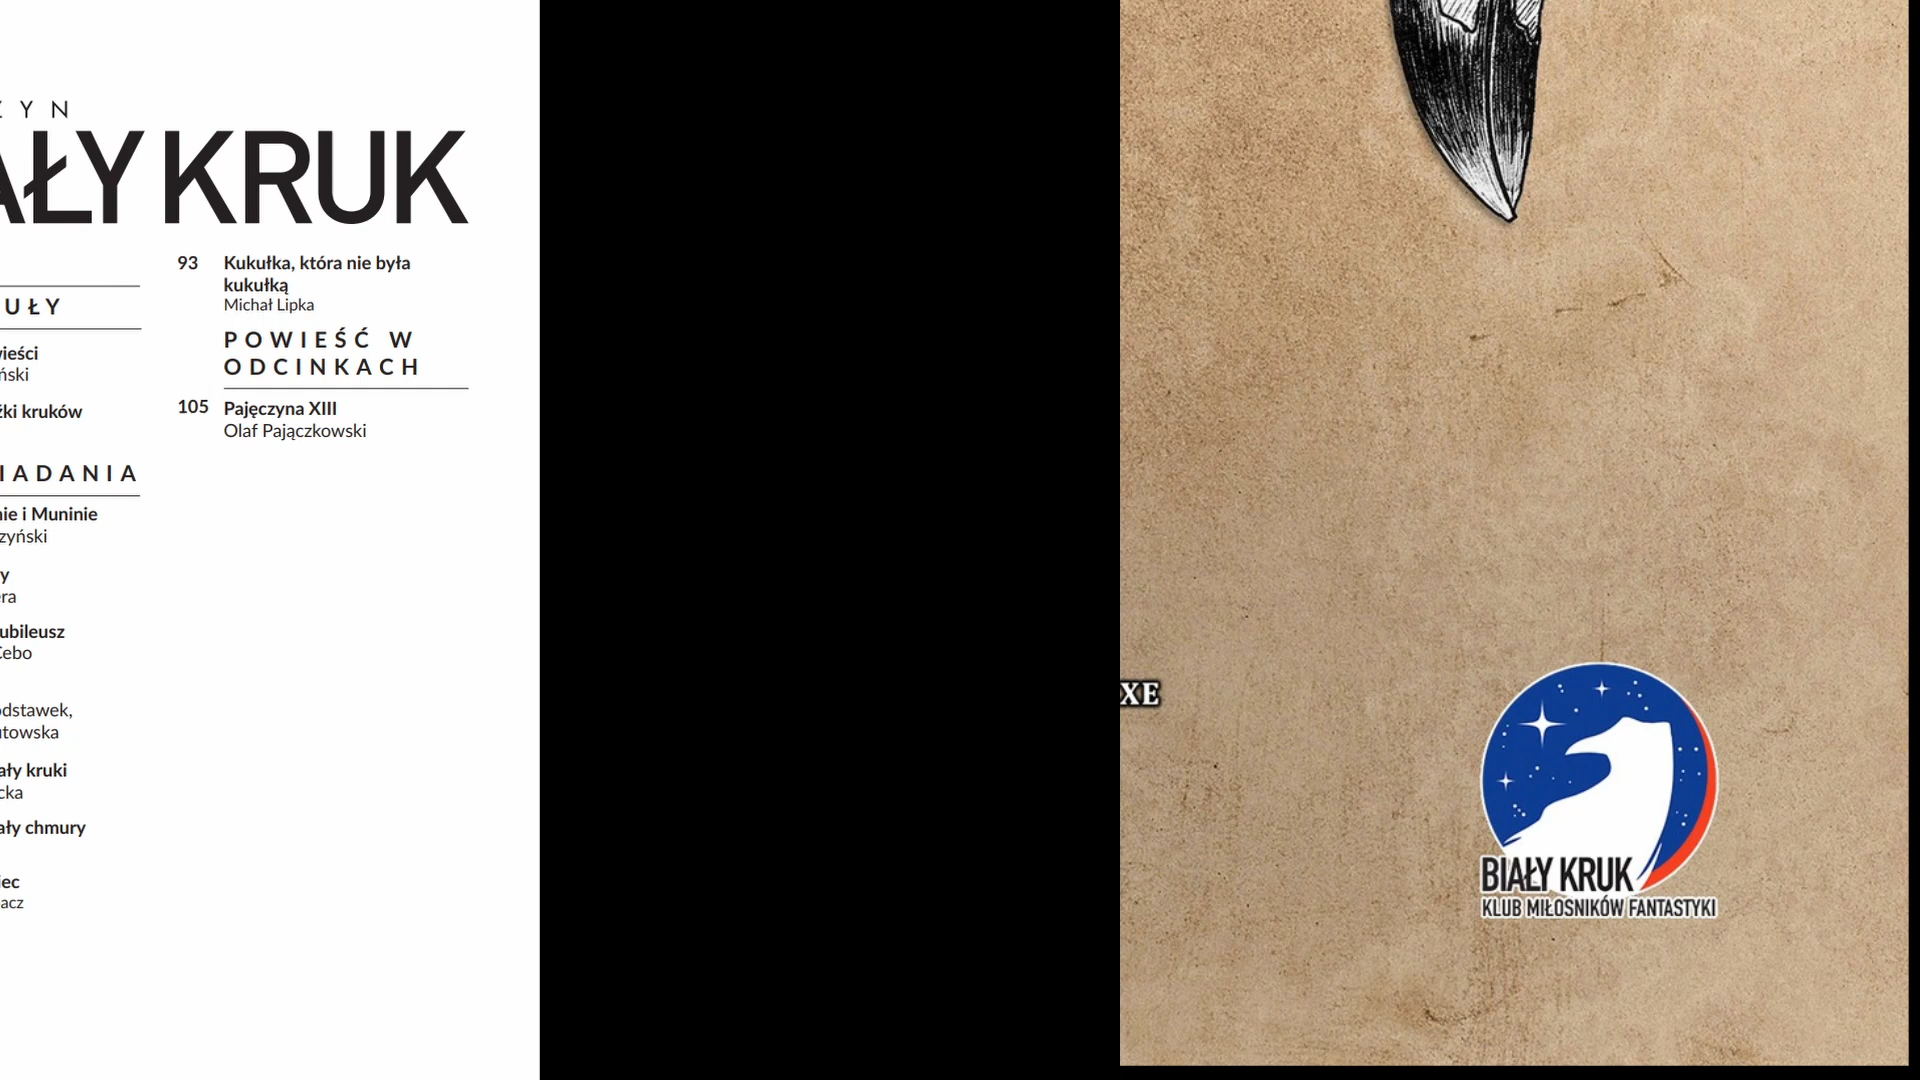 ZYN
AŁY KRUK
UŁY
wieści
ński
żki kruków
IADANIA
nie i Muninie
zyński
y
era
ubileusz
Cebo
odstawek,
utowska
ały kruki
cka
ały chmury
iec
acz
93 Kukułka, która nie była
kukułką
Michał Lipka
POWIEŚĆ W
ODCINKACH
105 Pajęczyna XIII
Olaf Pajączkowski
XE
BIAŁY KRUK
KLUB MIŁOSNIKÓW FANTASTYKI